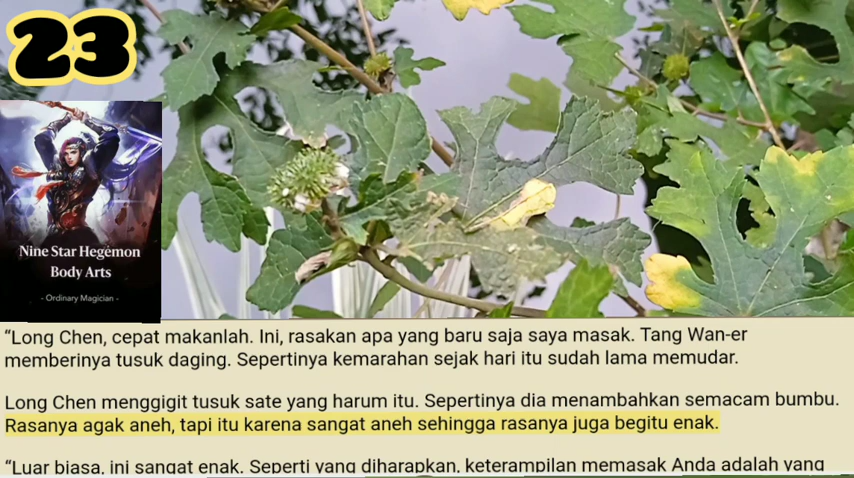 23
Nine Star Hegemon
Body Arts
- Ordinary Magician -
“Long Chen, cepat makanlah. Ini, rasakan apa yang baru saja saya masak. Tang Wan-er
memberinya tusuk daging. Sepertinya kemarahan sejak hari itu sudah lama memudar.
Long Chen menggigit tusuk sate yang harum itu. Sepertinya dia menambahkan semacam bumbu.
Rasanya agak aneh, tapi itu karena sangat aneh sehingga rasanya juga begitu enak.
“Luar biasa, ini sangat enak. Seperti yang diharapkan, keterampilan memasak Anda adalah yang